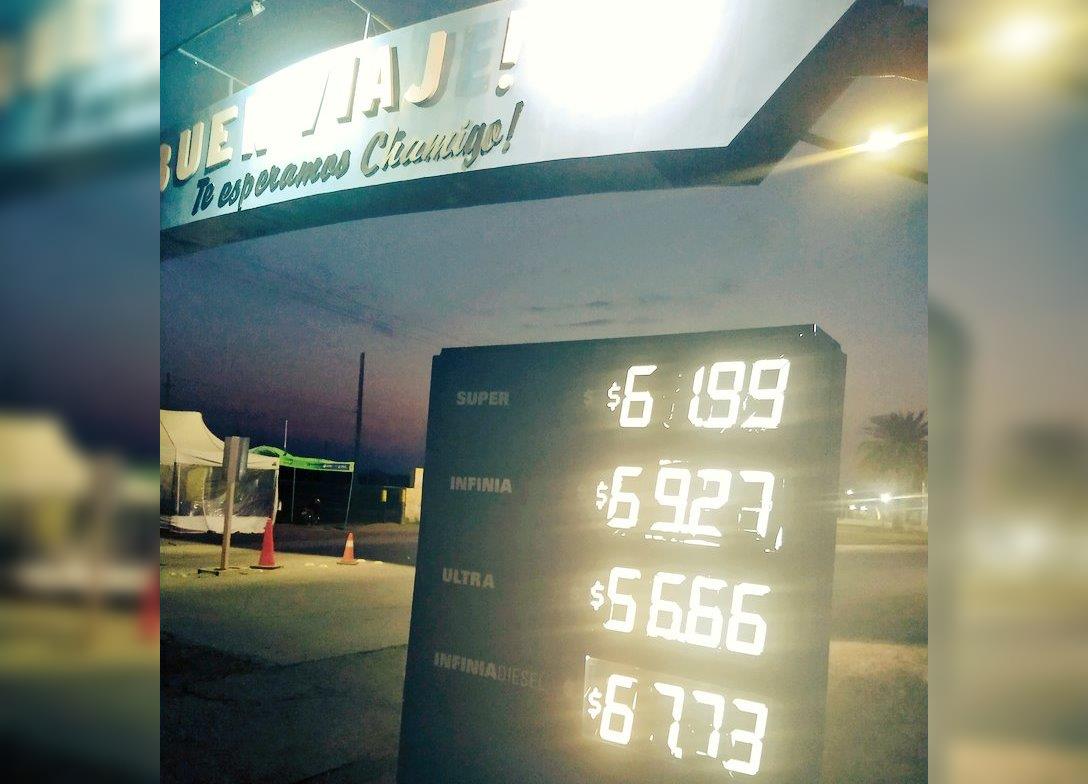 BUEN VIAJE!
Te esperamos Chamigo!
SUPER $61.99
INFINIA $69.27
ULTRA $56.66
INFINIA DIESEL $67.73